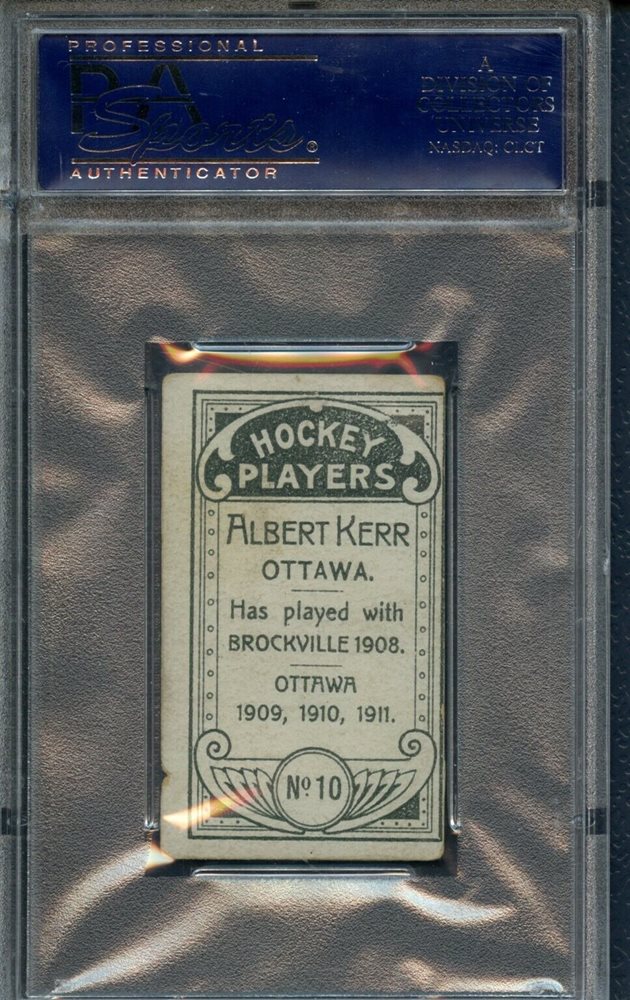 PROFESSIONAL
PSA
Sports®
AUTHENTICATOR
A
DIVISION OF
COLLECTORS
UNIVERSE
NASDAQ: CLCT
HOCKEY
PLAYERS
ALBERT KERR
OTTAWA.
Has played with
BROCKVILLE 1908.
OTTAWA
1909, 1910, 1911.
Nº 10